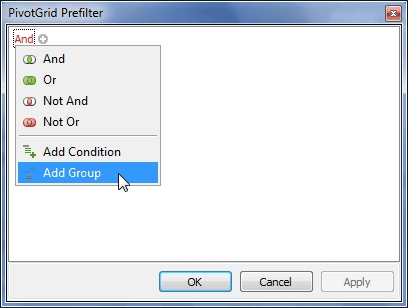 PivotGrid Prefilter
And
And
Or
Not And
Not Or
Add Condition
Add Group
OK
Cancel
Apply